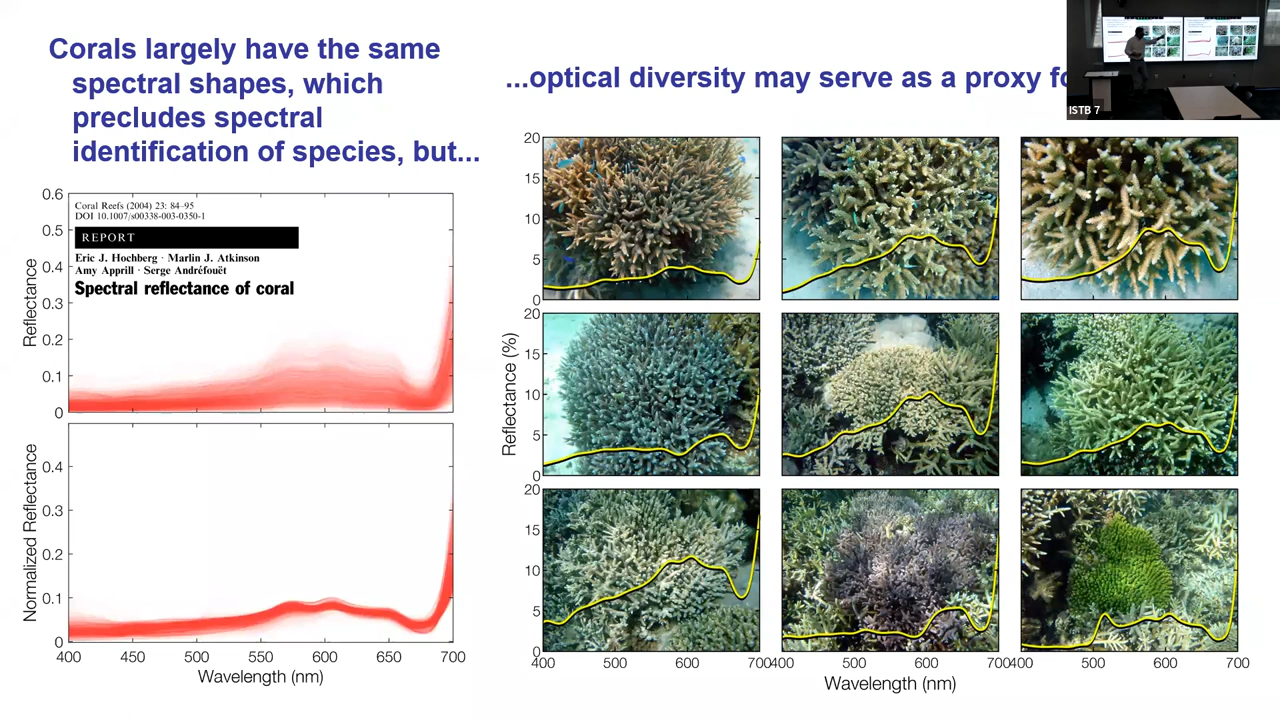 Corals largely have the same
spectral shapes, which
precludes spectral
identification of species, but...
...optical diversity may serve as a proxy
ISTB 7
0.6
0.5
0.4
0.3
0.2
0.1
0
Reflectance
Coral Reefs (2004) 23: 84–95
DOI 10.1007/s00338-003-0350-1
REPORT
Eric J. Hochberg · Marlin J. Atkinson
Amy Apprill · Serge Andréfouët
Spectral reflectance of coral
0.4
0.3
0.2
0.1
0
Normalized Reflectance
400 450 500 550 600 650 700
Wavelength (nm)
20
15
10
5
0
20
15
10
5
0
20
15
10
5
0
Reflectance (%)
400 500 600 700
400 500 600 700
400 500 600 700
Wavelength (nm)